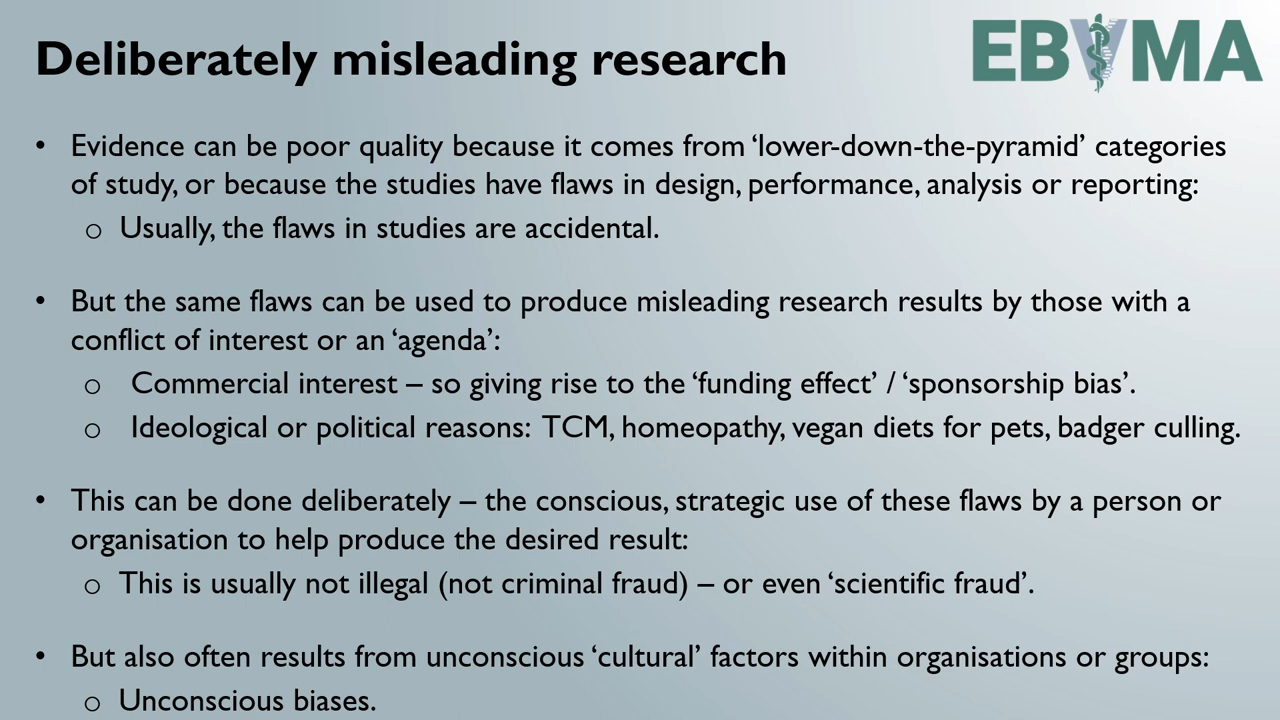 Deliberately misleading research
EBVMA
• Evidence can be poor quality because it comes from ‘lower-down-the-pyramid’ categories
of study, or because the studies have flaws in design, performance, analysis or reporting:
o Usually, the flaws in studies are accidental.
• But the same flaws can be used to produce misleading research results by those with a
conflict of interest or an ‘agenda’:
o Commercial interest – so giving rise to the ‘funding effect’ / ‘sponsorship bias’.
o Ideological or political reasons: TCM, homeopathy, vegan diets for pets, badger culling.
• This can be done deliberately – the conscious, strategic use of these flaws by a person or
organisation to help produce the desired result:
o This is usually not illegal (not criminal fraud) – or even ‘scientific fraud’.
• But also often results from unconscious ‘cultural’ factors within organisations or groups:
o Unconscious biases.